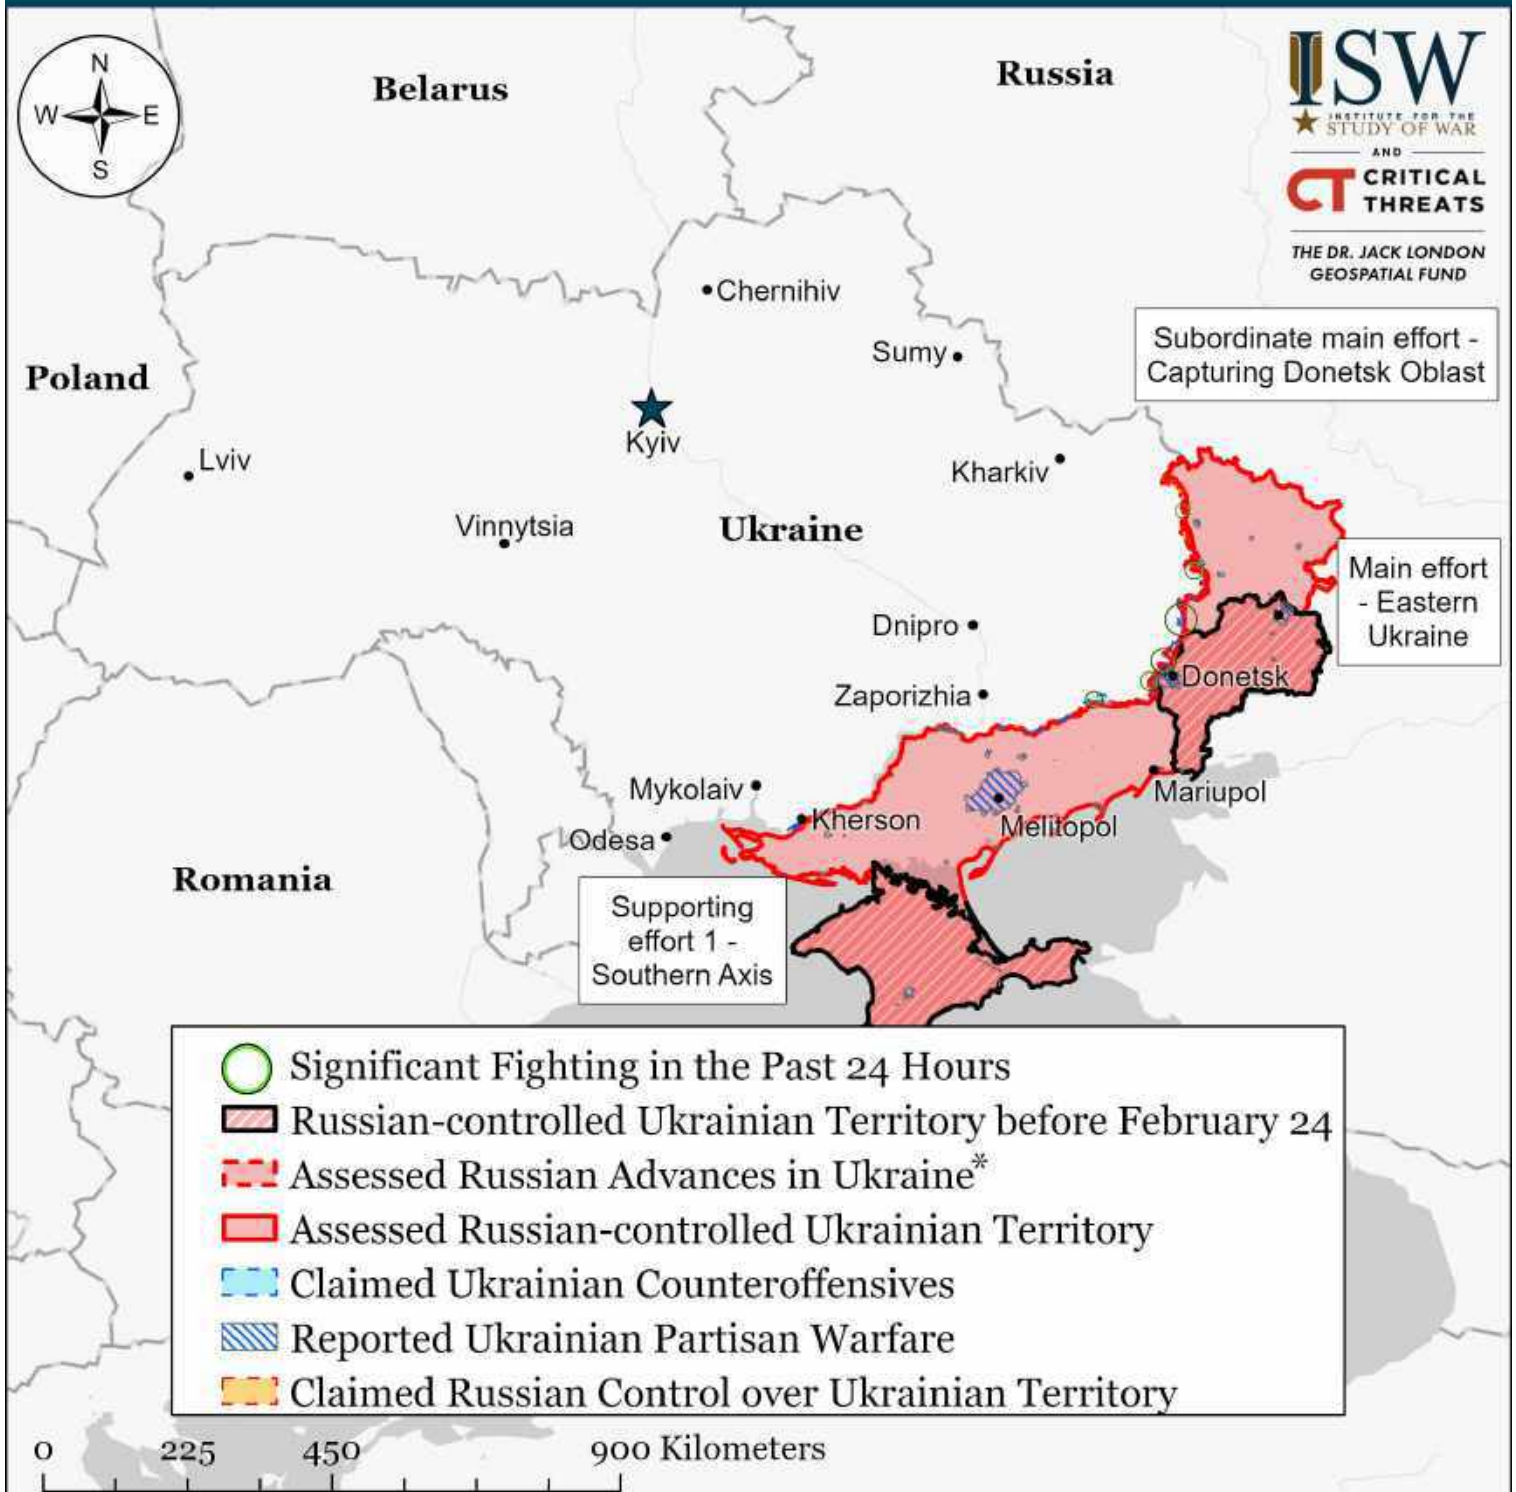 N
W
E
S
Belarus
Russia
ISW
INSTITUTE FOR THE
STUDY OF WAR
AND
CT CRITICAL
THREATS
THE DR. JACK LONDON
GEOSPATIAL FUND
Chernihiv
Subordinate main effort -
Capturing Donetsk Oblast
Sumy
Poland
Kyiv
Lviv
Kharkiv
Vinnytsia
Ukraine
Main effort
- Eastern
Ukraine
Dnipro
Donetsk
Zaporizhia
Mykolaiv
Mariupol
Kherson
Melitopol
Odesa
Romania
Supporting
effort 1 -
Southern Axis
Significant Fighting in the Past 24 Hours
Russian-controlled Ukrainian Territory before February 24
Assessed Russian Advances in Ukraine*
Assessed Russian-controlled Ukrainian Territory
Claimed Ukrainian Counteroffensives
Reported Ukrainian Partisan Warfare
Claimed Russian Control over Ukrainian Territory
0 225 450 900 Kilometers